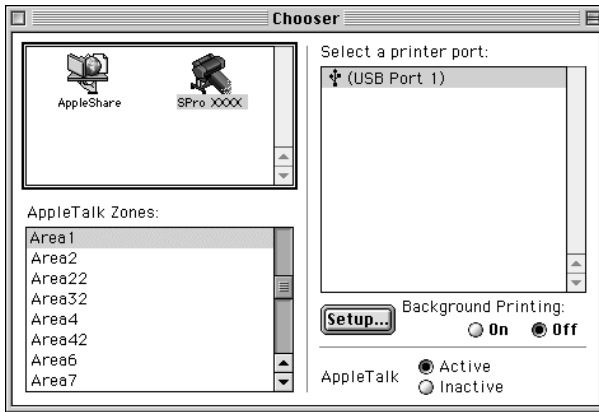 Chooser
AppleShare
SPro XXXX
AppleTalk Zones:
Area1
Area2
Area22
Area32
Area4
Area42
Area6
Area7
Select a printer port:
(USB Port 1)
Setup...
Background Printing:
On Off
AppleTalk
Active
Inactive